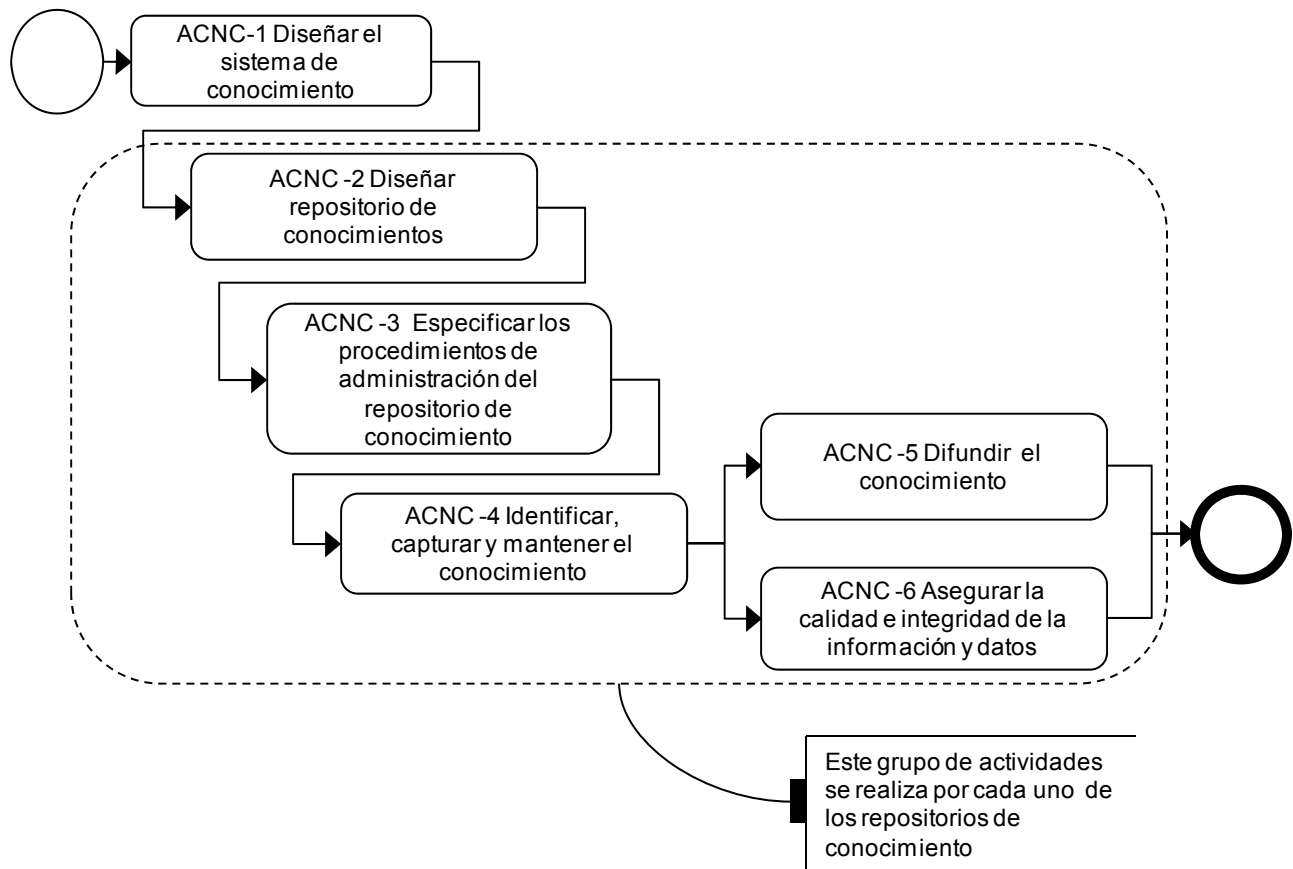 ACNC-1 Diseñar el
sistema de
conocimiento
ACNC -2 Diseñar
repositorio de
conocimientos
ACNC -3 Especificar los
procedimientos de
administración del
repositorio de
conocimiento
ACNC -4 Identificar,
capturar y mantener el
conocimiento
ACNC -5 Difundir el
conocimiento
ACNC -6 Asegurar la
calidad e integridad de la
información y datos
Este grupo de actividades
se realiza por cada uno de
los repositorios de
conocimiento